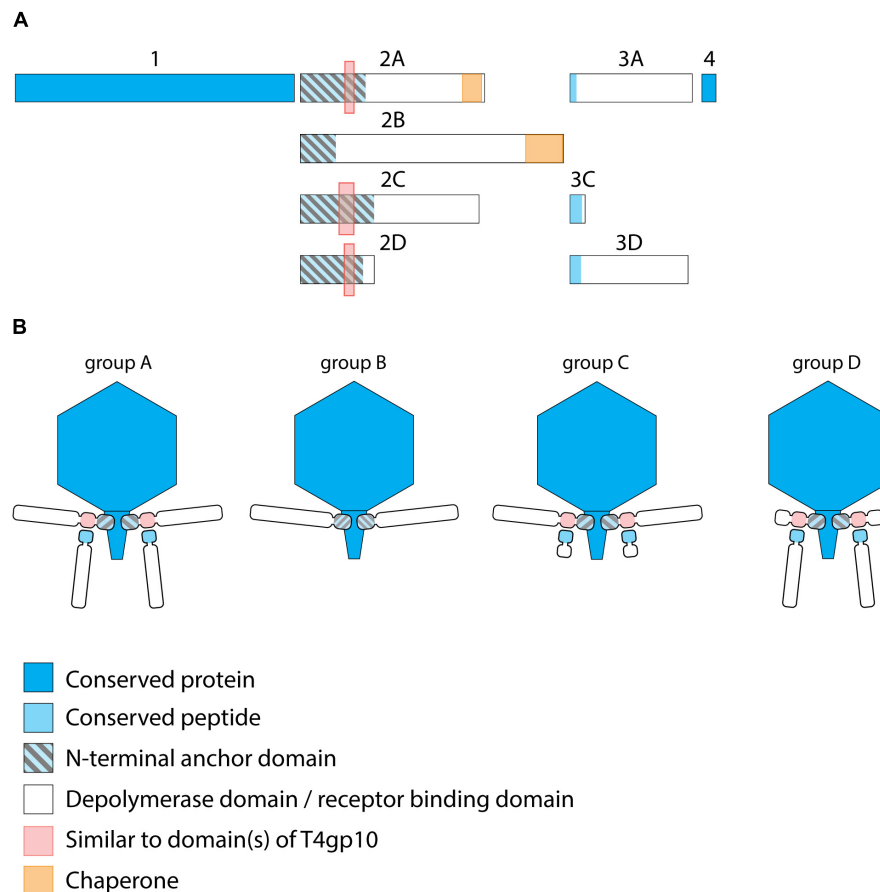 A
1 2A 3A 4
2B
2C 3C
2D 3D
B
group A group B group C group D
Conserved protein
Conserved peptide
N-terminal anchor domain
Depolymerase domain / receptor binding domain
Similar to domain(s) of T4gp10
Chaperone